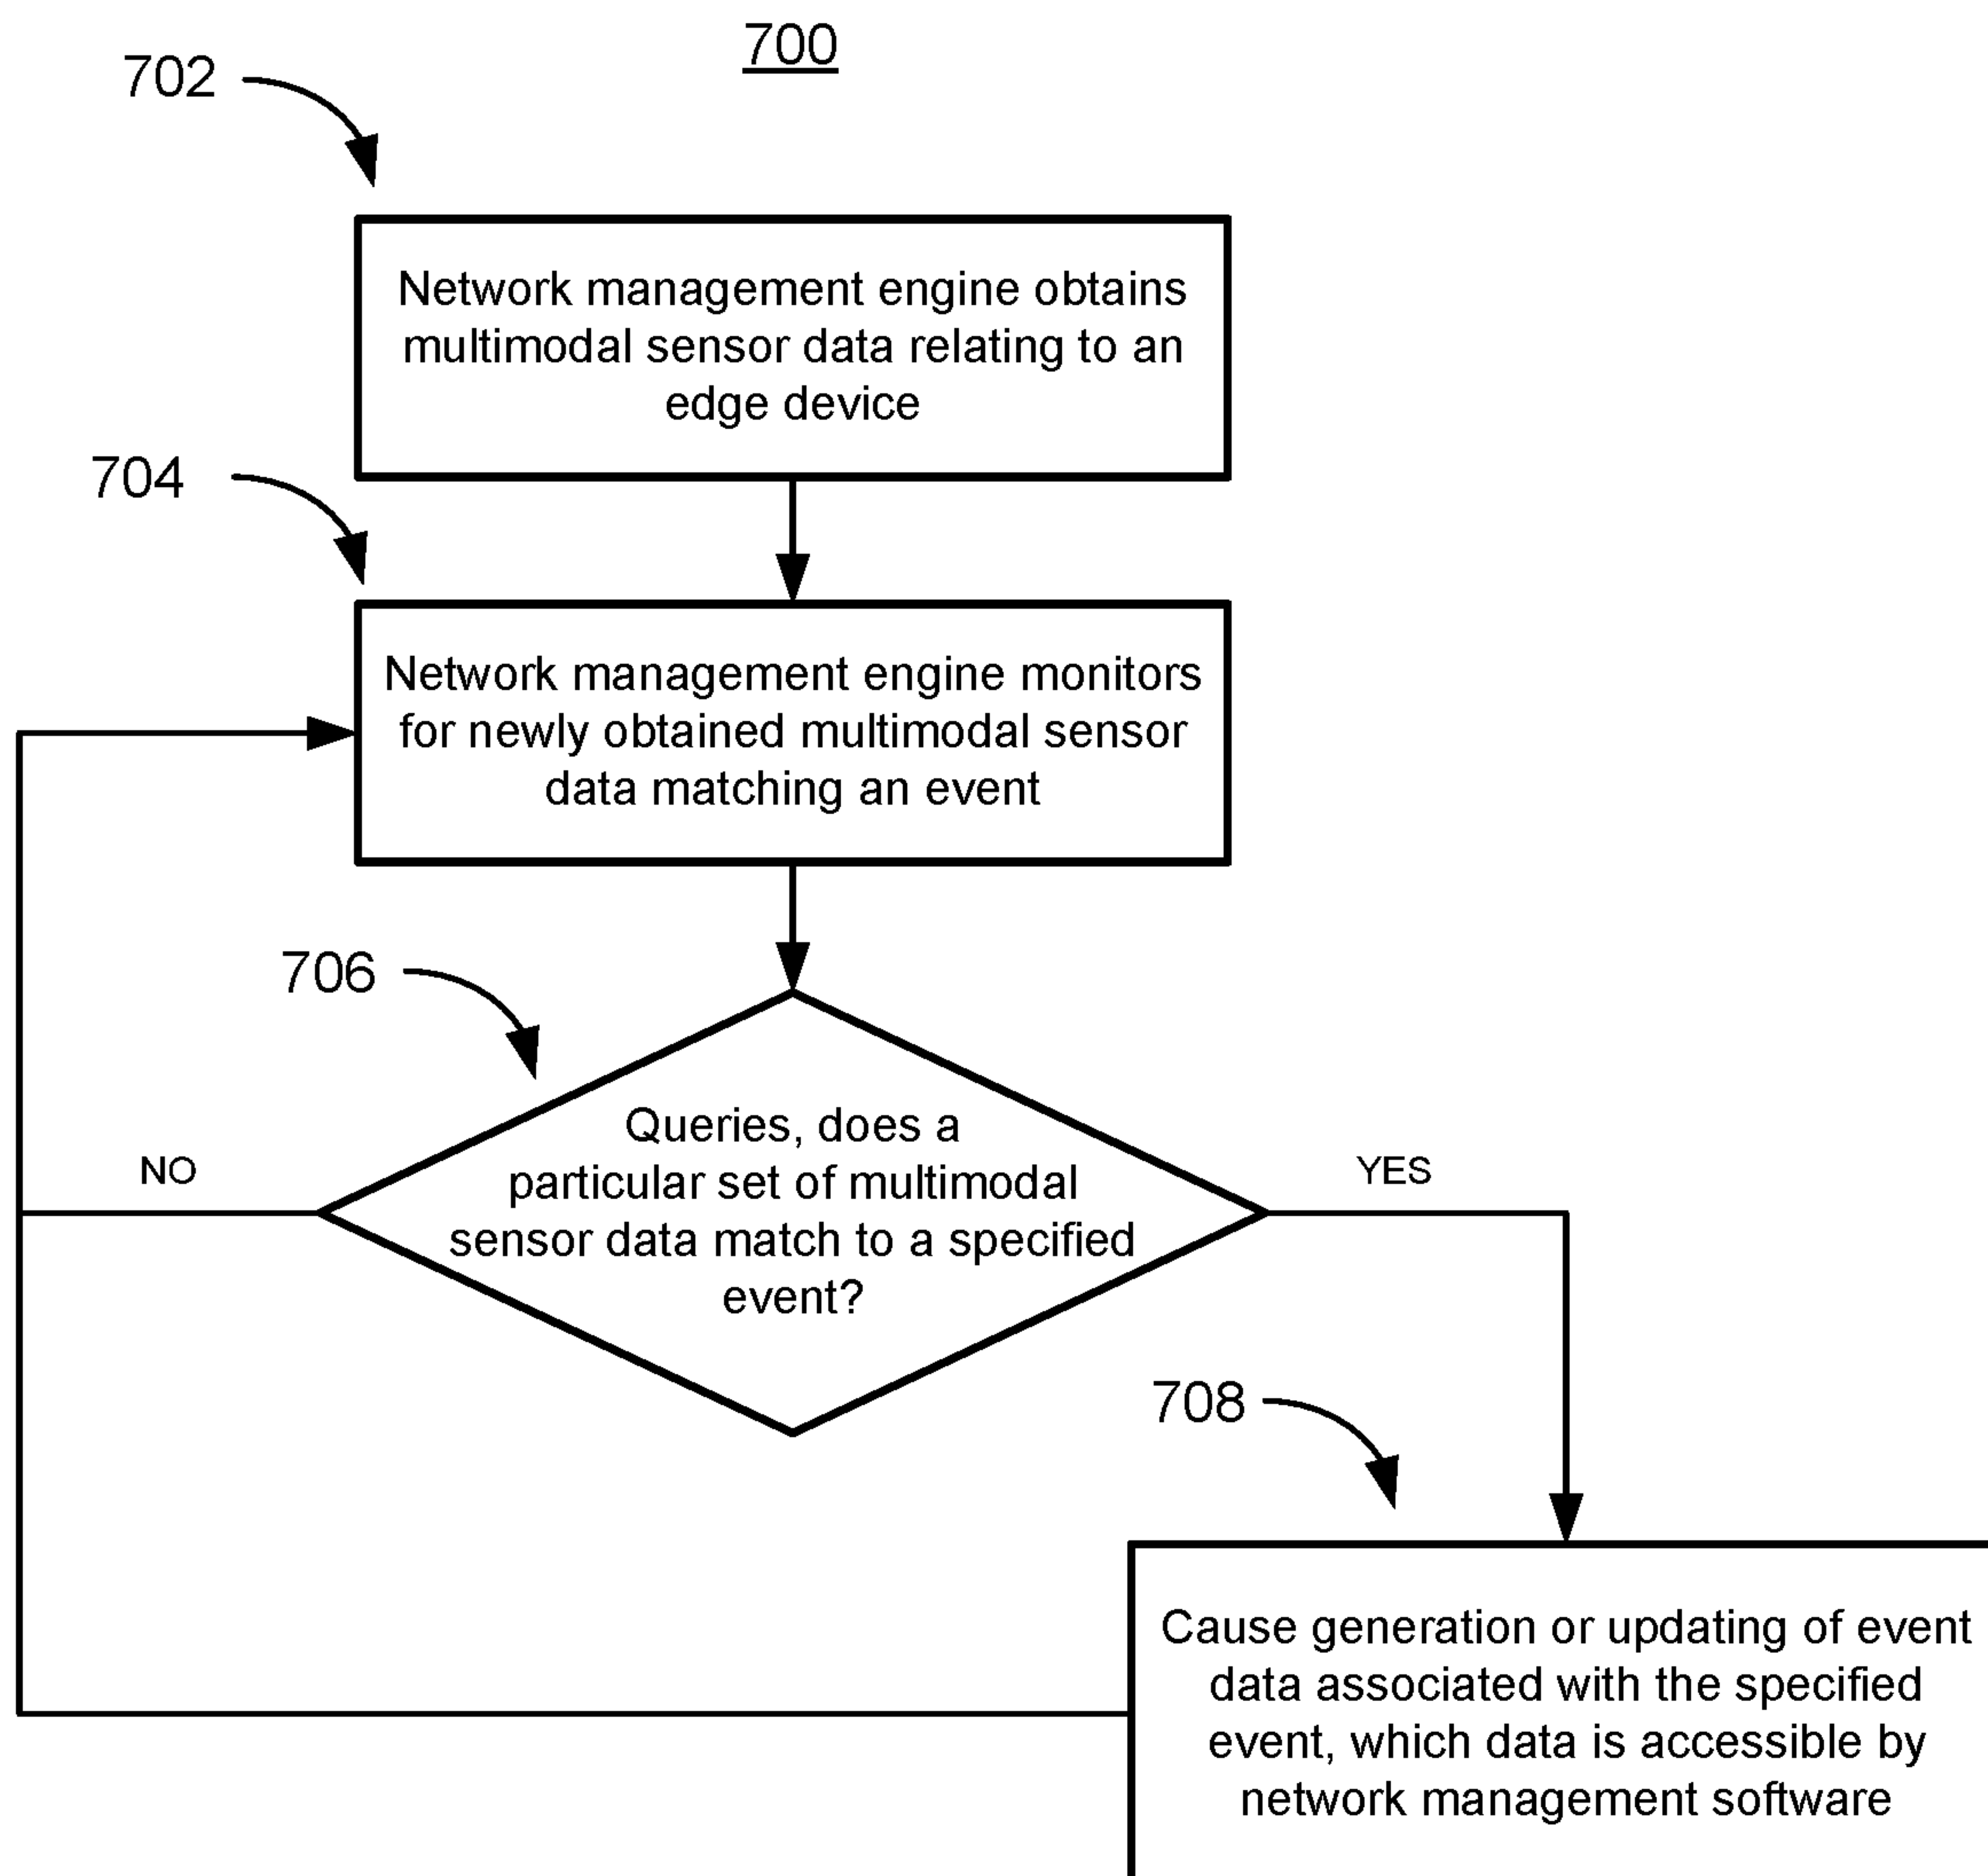 700
702
Network management engine obtains
multimodal sensor data relating to an
edge device
704
Network management engine monitors
for newly obtained multimodal sensor
data matching an event
706
Queries, does a
particular set of multimodal
sensor data match to a specified
event?
NO
YES
708
Cause generation or updating of event
data associated with the specified
event, which data is accessible by
network management software